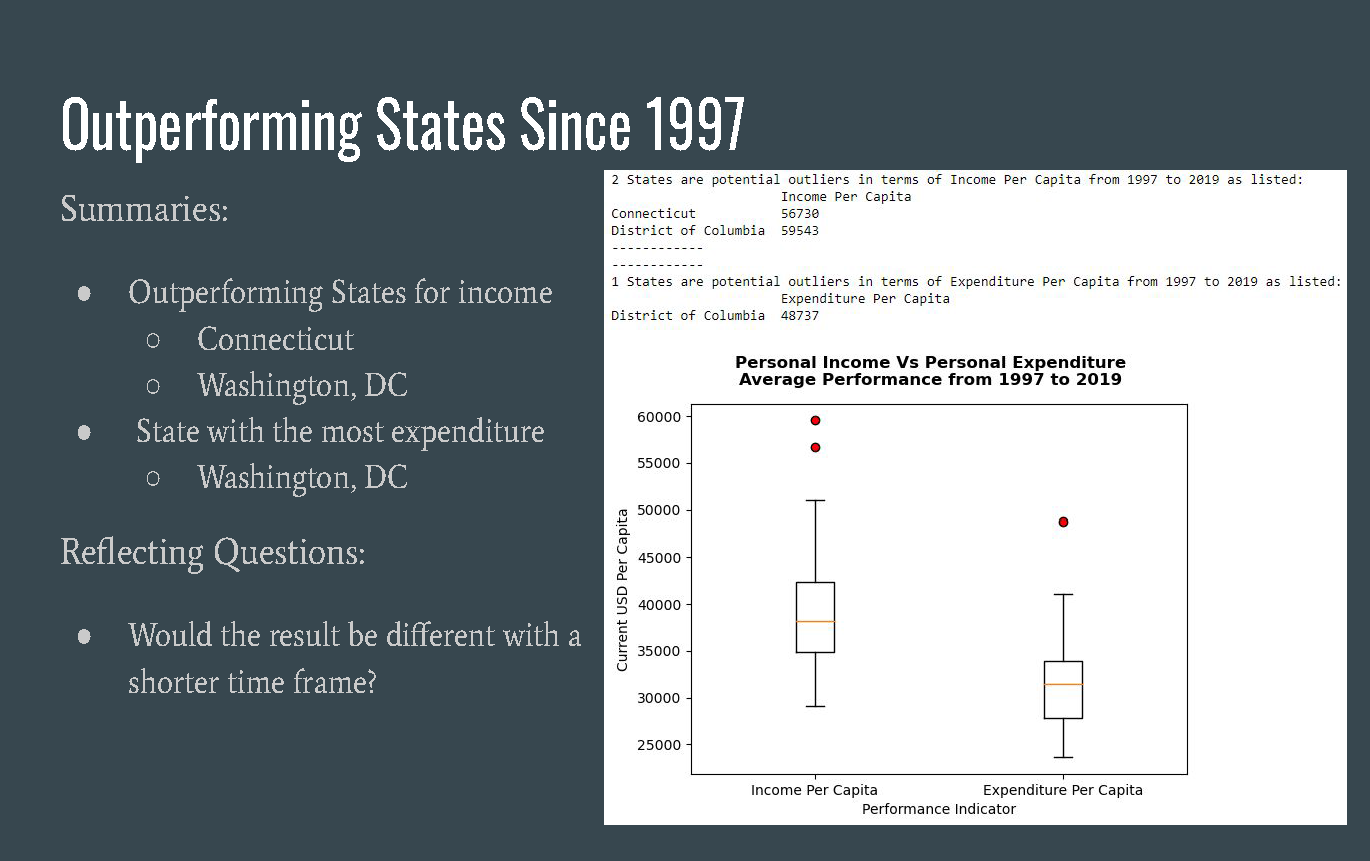 Outperforming States Since 1997
Summaries:
● Outperforming States for income
○ Connecticut
○ Washington, DC
● State with the most expenditure
○ Washington, DC
Reflecting Questions:
● Would the result be different with a
shorter time frame?
2 States are potential outliers in terms of Income Per Capita from 1997 to 2019 as listed:
Income Per Capita
Connecticut 56730
District of Columbia 59543
------------
------------
1 States are potential outliers in terms of Expenditure Per Capita from 1997 to 2019 as listed:
Expenditure Per Capita
District of Columbia 48737
Personal Income Vs Personal Expenditure
Average Performance from 1997 to 2019
Current USD Per Capita
60000
55000
50000
45000
40000
35000
30000
25000
Income Per Capita Expenditure Per Capita
Performance Indicator